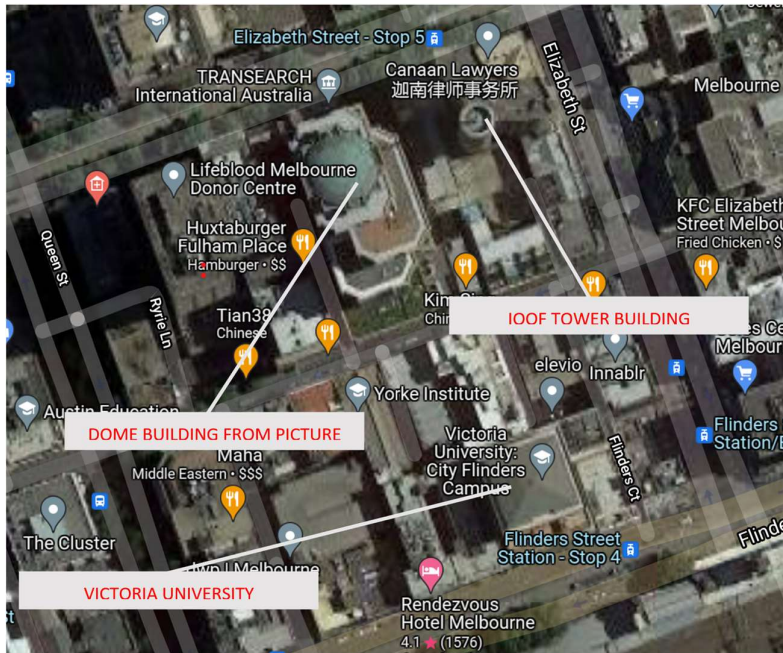 Elizabeth Street - Stop 5
TRANSEARCH
International Australia
Canaan Lawyers
迦南律师事务所
Elizabeth St
Melbourne
Lifeblood Melbourne
Donor Centre
Huxtaburger
Fulham Place
Hamburger • $$
KFC Elizabeth
Street Melbou
Fried Chicken • $
Queen St
Ryrie Ln
Tian38
Chinese
IOOF TOWER BUILDING
Melbour
elevio
Innablr
Yorke Institute
Austin Education
DOME BUILDING FROM PICTURE
Maha
Middle Eastern • $$$
Victoria
University:
City Flinders
Campus
Flinders Ct
Flinders
Station/E
The Cluster
Flinders Street
Station - Stop 4
Flinde
VICTORIA UNIVERSITY
Rendezvous
Hotel Melbourne
4.1 ★ (1576)